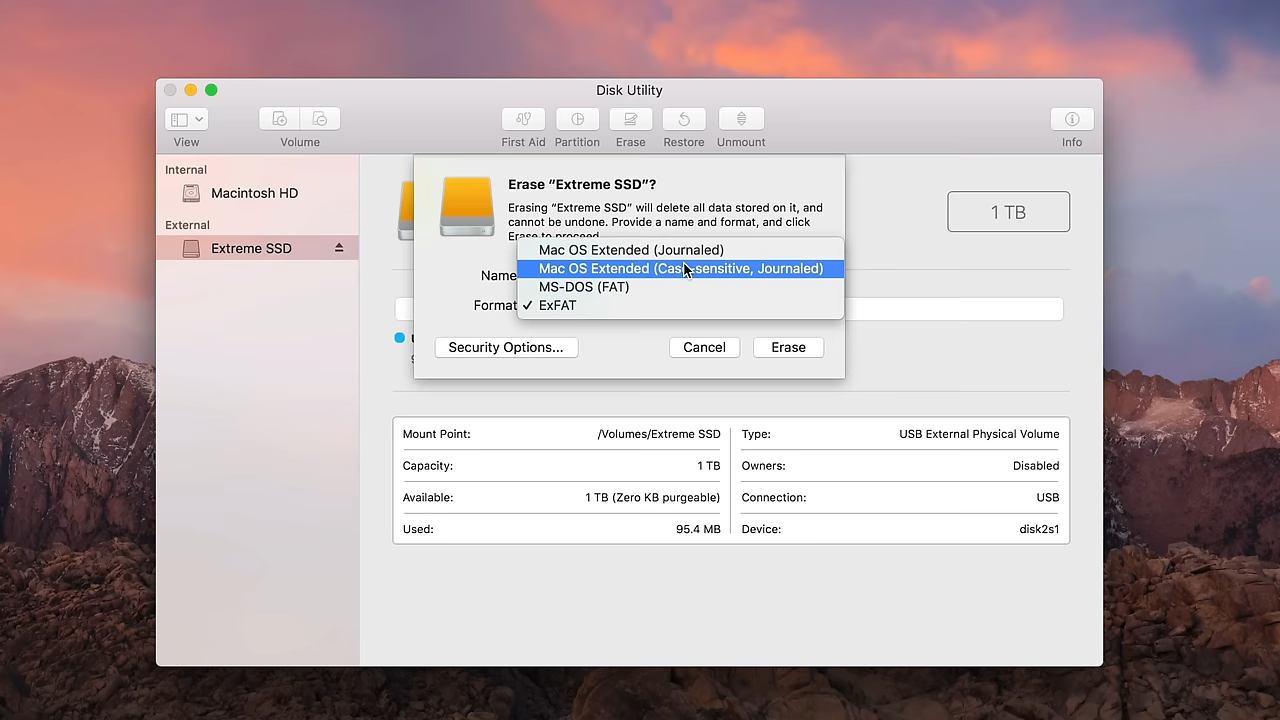 Disk Utility
View
Volume
First Aid
Partition
Erase
Restore
Unmount
Info
Internal
Macintosh HD
External
Extreme SSD
Erase “Extreme SSD”?
Erasing “Extreme SSD” will delete all data stored on it, and
cannot be undone. Provide a name and format, and click
Erase to proceed.
1 TB
Name
Format
Mac OS Extended (Journaled)
Mac OS Extended (Case-sensitive, Journaled)
MS-DOS (FAT)
✓ ExFAT
Security Options...
Cancel
Erase
Mount Point: /Volumes/Extreme SSD
Capacity: 1 TB
Available: 1 TB (Zero KB purgeable)
Used: 95.4 MB
Type: USB External Physical Volume
Owners: Disabled
Connection: USB
Device: disk2s1